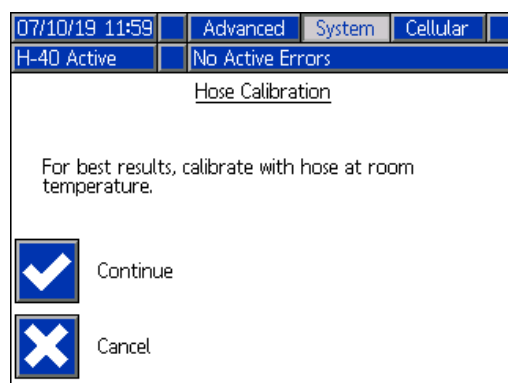 07/10/19 11:59 Advanced System Cellular
H-40 Active No Active Errors
Hose Calibration
For best results, calibrate with hose at room
temperature.
Continue
Cancel